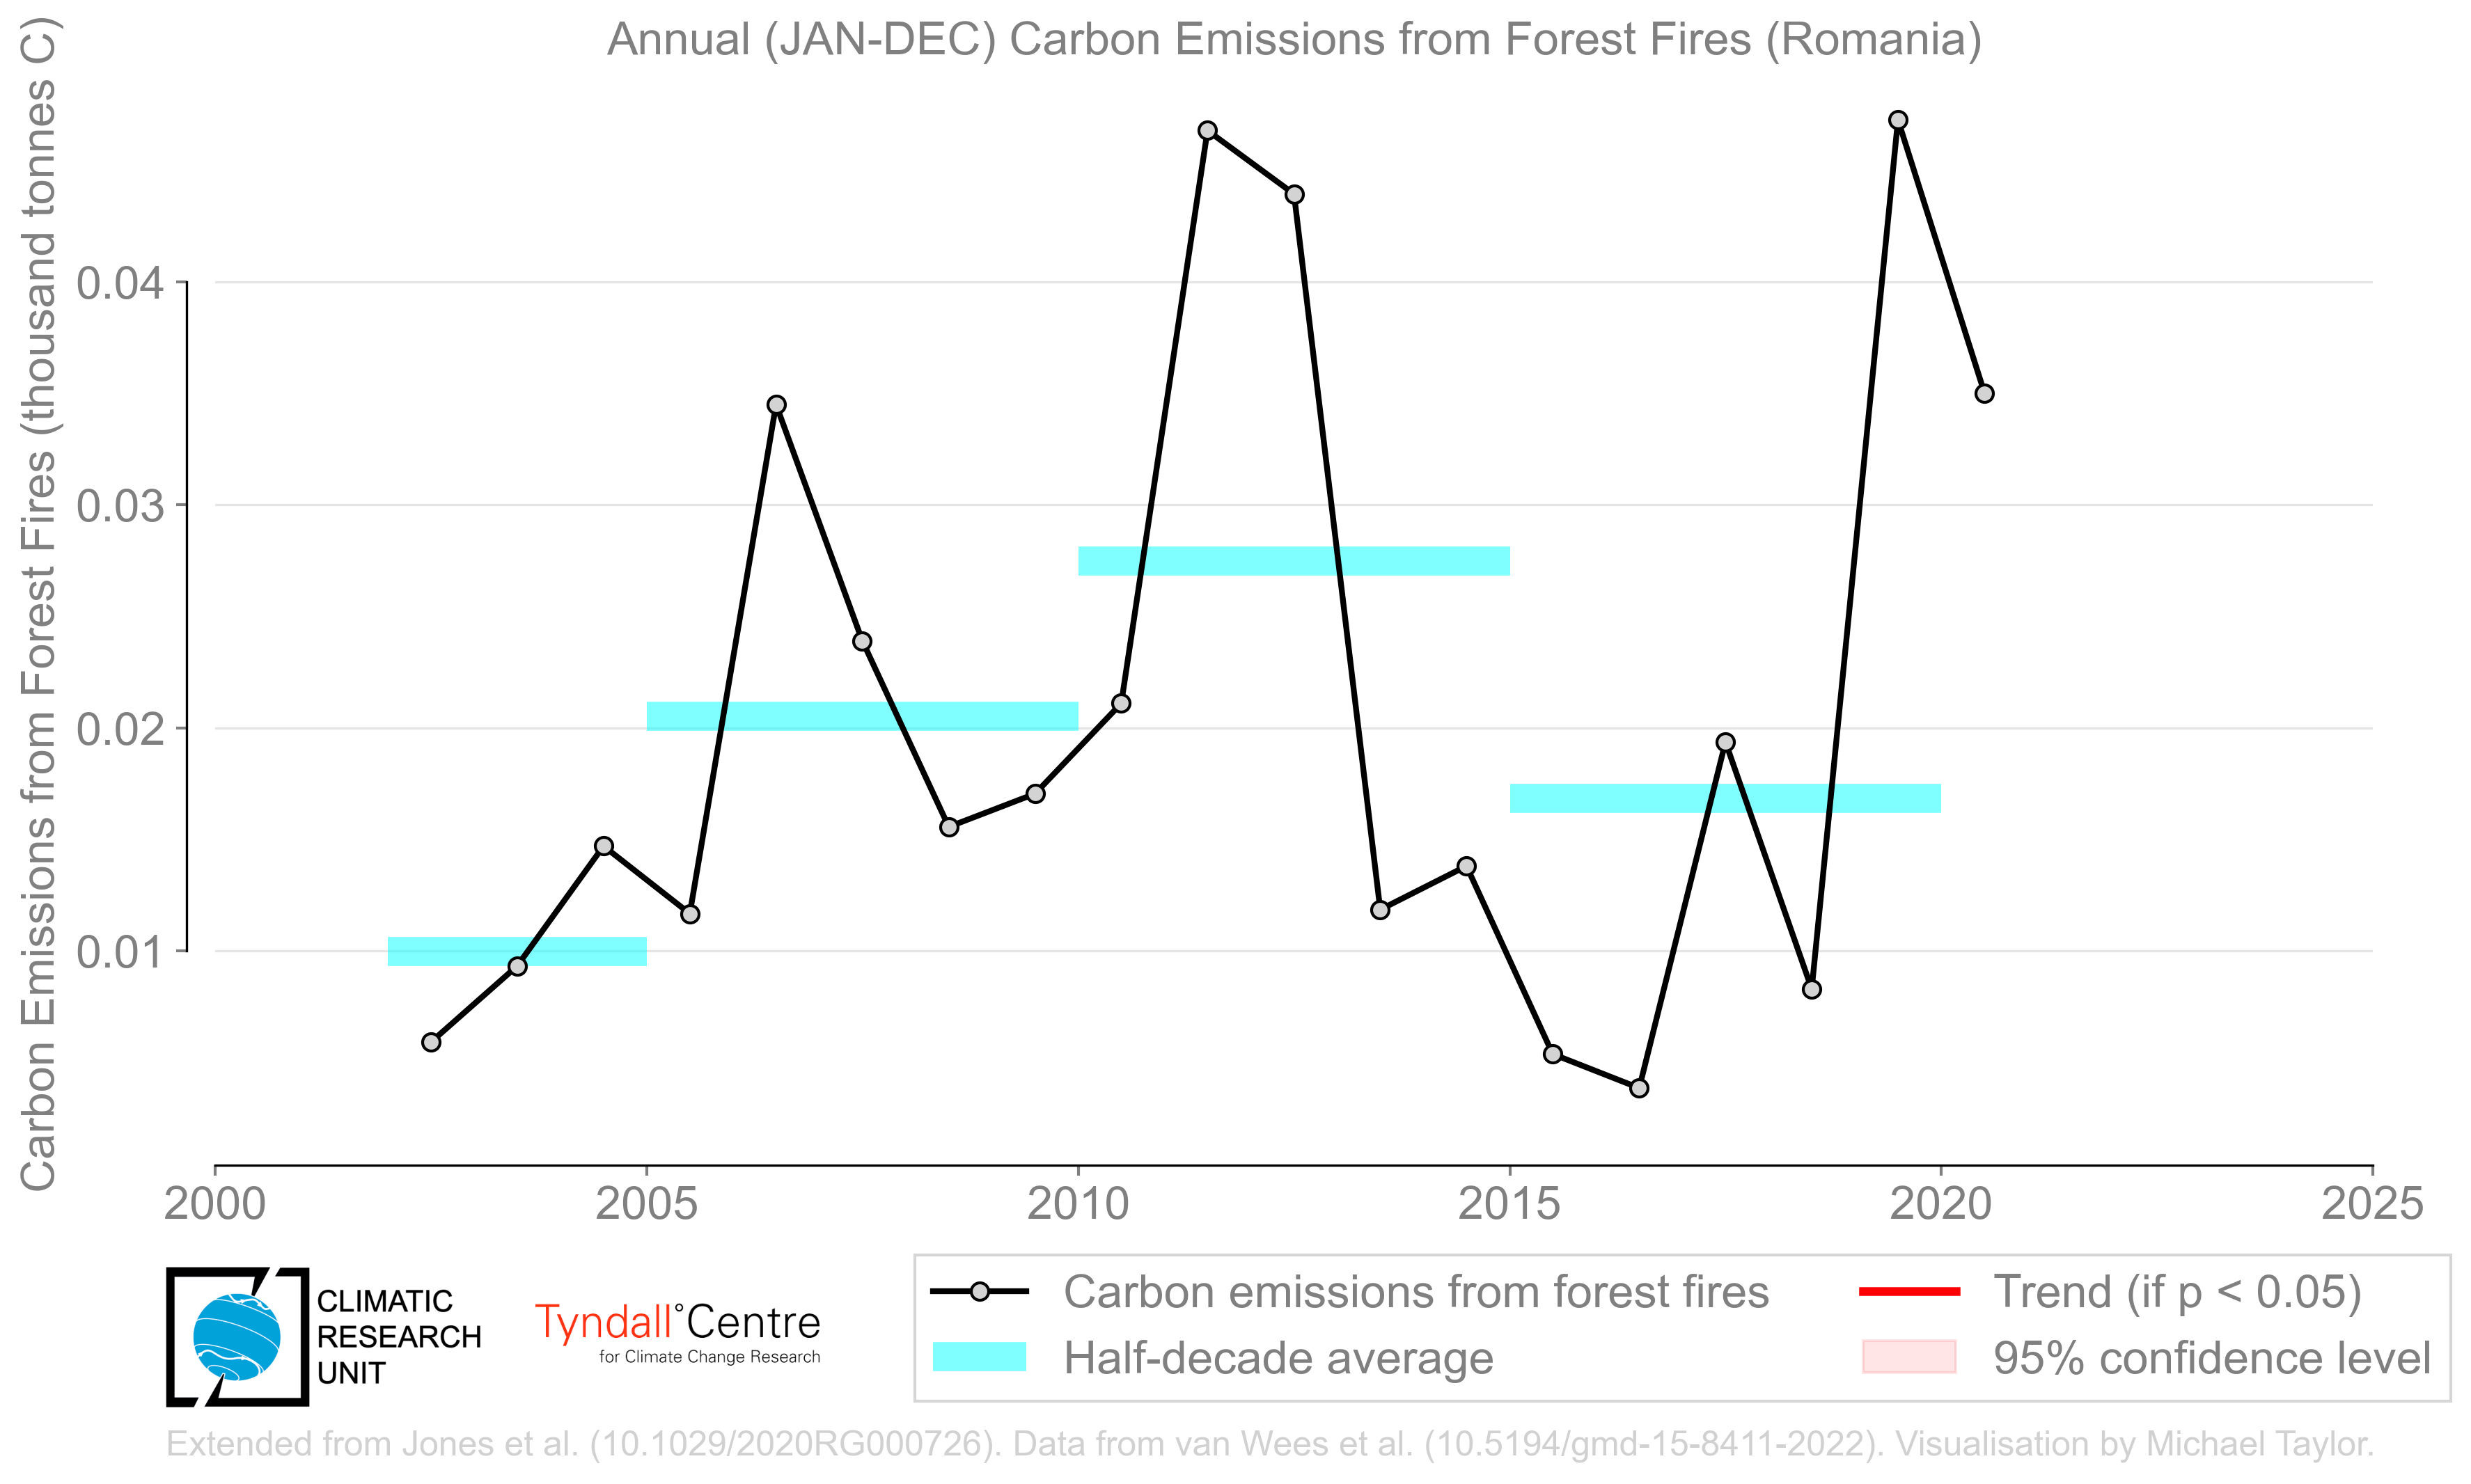 Annual (JAN-DEC) Carbon Emissions from Forest Fires (Romania)
Carbon Emissions from Forest Fires (thousand tonnes C)
0.04
0.03
0.02
0.01
2000 2005 2010 2015 2020 2025
CLIMATIC
RESEARCH
UNIT
Tyndall°Centre
for Climate Change Research
Carbon emissions from forest fires
Half-decade average
Trend (if p < 0.05)
95% confidence level
Extended from Jones et al. (10.1029/2020RG000726). Data from van Wees et al. (10.5194/gmd-15-8411-2022). Visualisation by Michael Taylor.